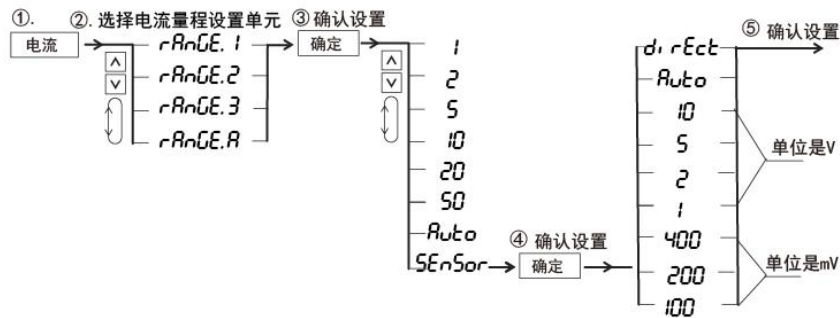 ①.
② . 选择电流量程设置单元
③ 确认设置
电流
rAnGE.1
rAnGE.2
rAnGE.3
rAnGE.A
确定
1
2
5
10
20
50
Auto
SEnSor
④ 确认设置
确定
dirEct
Auto
10
5
2
1
400
200
100
⑤ 确认设置
单位是V
单位是mV